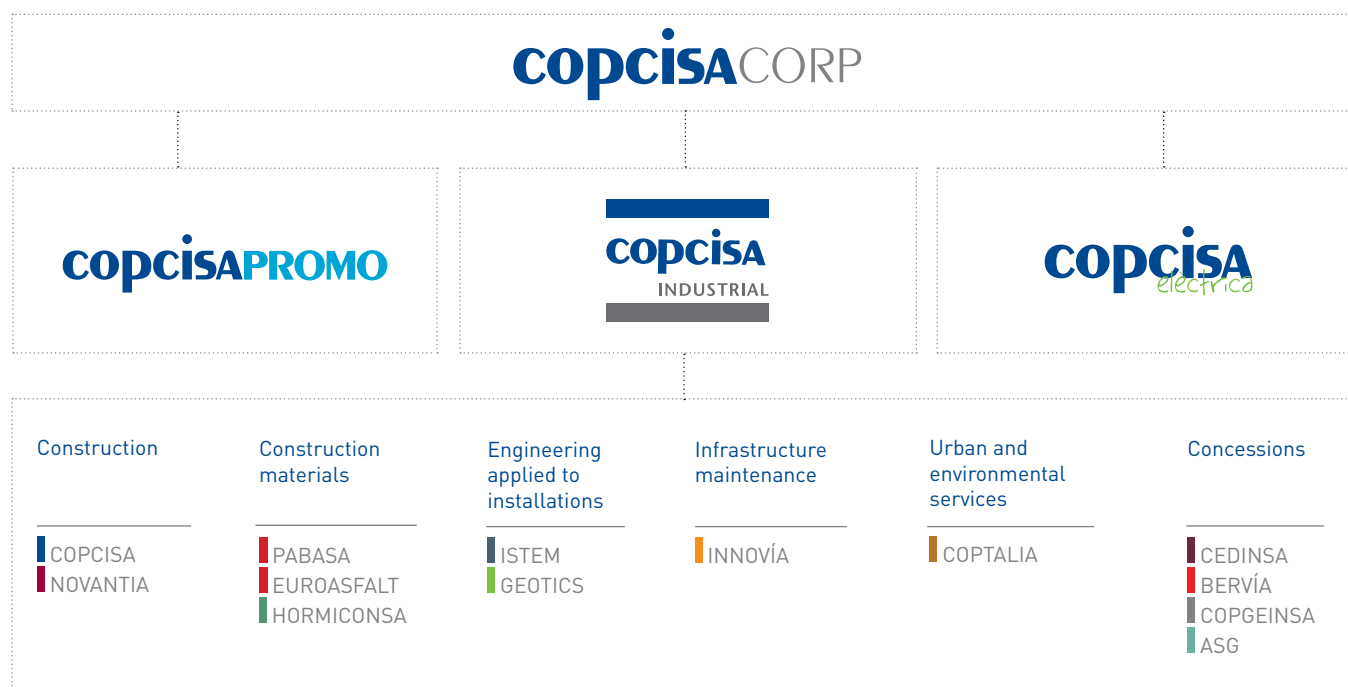 copcisACORP
copcisAPROMO
copcisA
INDUSTRIAL
copcisA
elèctrica
Construction
COPCISA
NOVANTIA
Construction
materials
PABASA
EUROASFALT
HORMICONSA
Engineering
applied to
installations
ISTEM
GEOTICS
Infrastructure
maintenance
INNOVÍA
Urban and
environmental
services
COPTALIA
Concessions
CEDINSA
BERVÍA
COPGEINSA
ASG